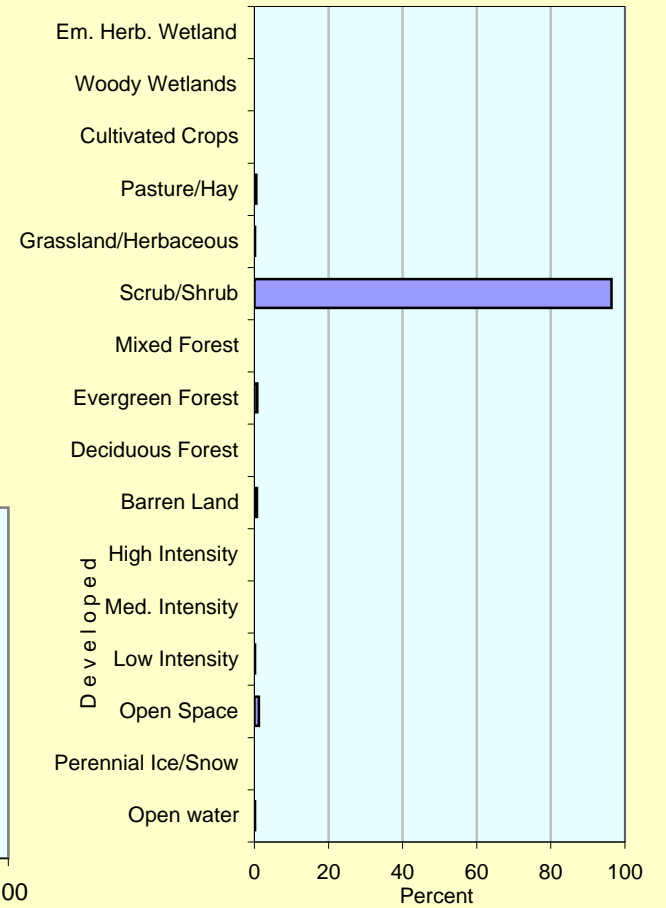 Em. Herb. Wetland
Woody Wetlands
Cultivated Crops
Pasture/Hay
Grassland/Herbaceous
Scrub/Shrub
Mixed Forest
Evergreen Forest
Deciduous Forest
Barren Land
High Intensity
Med. Intensity
Low Intensity
Open Space
Perennial Ice/Snow
Open water
Developed
0 20 40 60 80 100
Percent
00